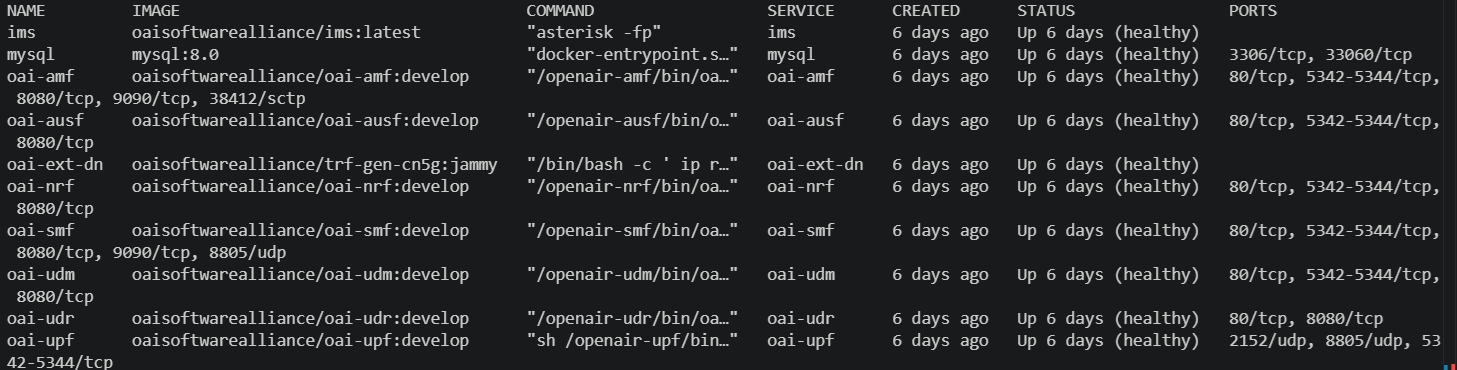 NAME IMAGE COMMAND SERVICE CREATED STATUS PORTS
ims oaisoftwarealliance/ims:latest "asterisk -fp" ims 6 days ago Up 6 days (healthy)
mysql mysql:8.0 "docker-entrypoint.s…" mysql 6 days ago Up 6 days (healthy) 3306/tcp, 33060/tcp
oai-amf oaisoftwarealliance/oai-amf:develop "/openair-amf/bin/oa…" oai-amf 6 days ago Up 6 days (healthy) 80/tcp, 5342-5344/tcp,
8080/tcp, 9090/tcp, 38412/sctp
oai-ausf oaisoftwarealliance/oai-ausf:develop "/openair-ausf/bin/o…" oai-ausf 6 days ago Up 6 days (healthy) 80/tcp, 5342-5344/tcp,
8080/tcp
oai-ext-dn oaisoftwarealliance/trf-gen-cn5g:jammy "/bin/bash -c ' ip r…" oai-ext-dn 6 days ago Up 6 days (healthy)
oai-nrf oaisoftwarealliance/oai-nrf:develop "/openair-nrf/bin/oa…" oai-nrf 6 days ago Up 6 days (healthy) 80/tcp, 5342-5344/tcp,
8080/tcp
oai-smf oaisoftwarealliance/oai-smf:develop "/openair-smf/bin/oa…" oai-smf 6 days ago Up 6 days (healthy) 80/tcp, 5342-5344/tcp,
8080/tcp, 9090/tcp, 8805/udp
oai-udm oaisoftwarealliance/oai-udm:develop "/openair-udm/bin/oa…" oai-udm 6 days ago Up 6 days (healthy) 80/tcp, 5342-5344/tcp,
8080/tcp
oai-udr oaisoftwarealliance/oai-udr:develop "/openair-udr/bin/oa…" oai-udr 6 days ago Up 6 days (healthy) 80/tcp, 8080/tcp
oai-upf oaisoftwarealliance/oai-upf:develop "sh /openair-upf/bin…" oai-upf 6 days ago Up 6 days (healthy) 2152/udp, 8805/udp, 53
42-5344/tcp